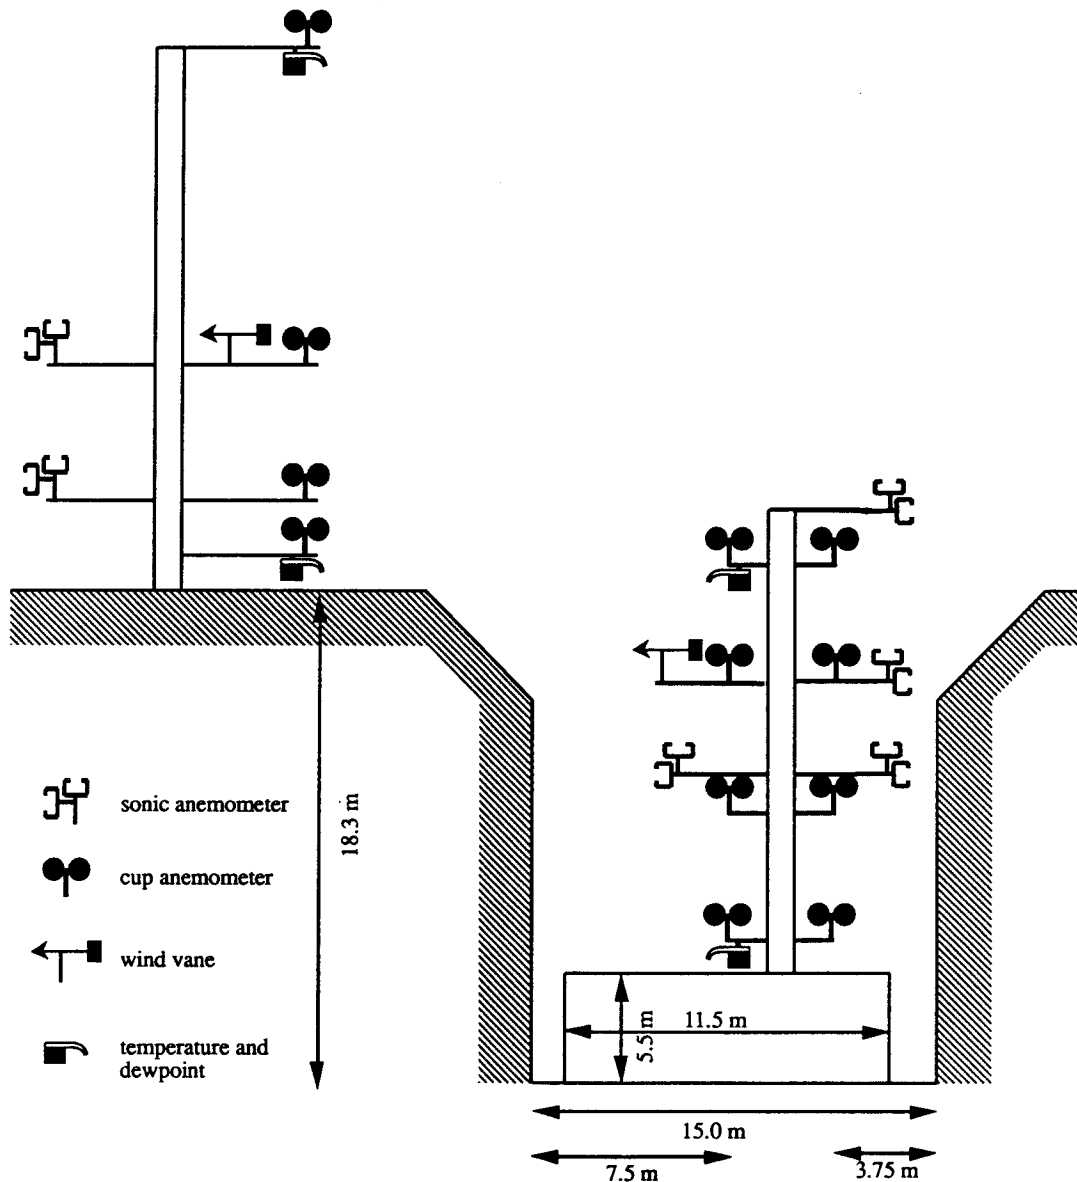 18.3 m
sonic anemometer
cup anemometer
wind vane
temperature and
dewpoint
5.5 m
11.5 m
15.0 m
7.5 m
3.75 m